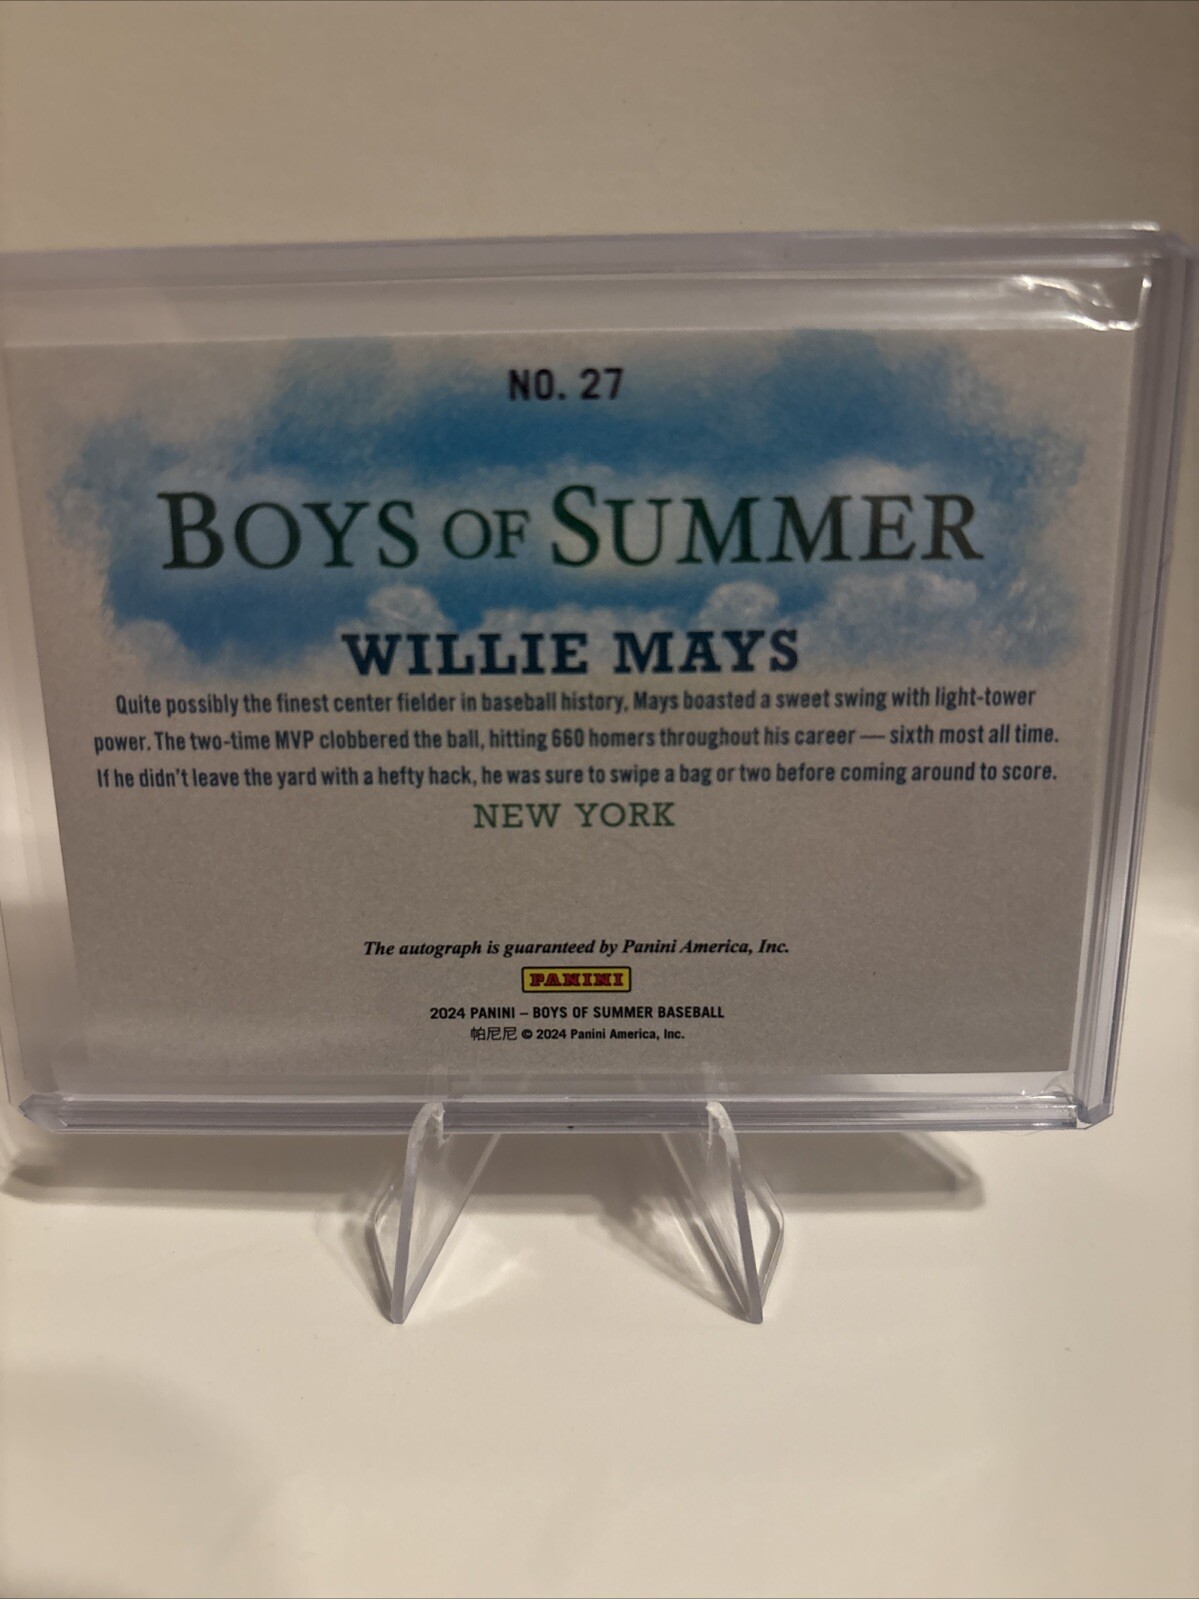 NO. 27
BOYS OF SUMMER
WILLIE MAYS
Quite possibly the finest center fielder in baseball history, Mays boasted a sweet swing with light-tower
power. The two-time MVP clobbered the ball, hitting 660 homers throughout his career — sixth most all time.
If he didn't leave the yard with a hefty hack, he was sure to swipe a bag or two before coming around to score.
NEW YORK
The autograph is guaranteed by Panini America, Inc.
PANINI
2024 PANINI – BOYS OF SUMMER BASEBALL
帕尼尼 © 2024 Panini America, Inc.